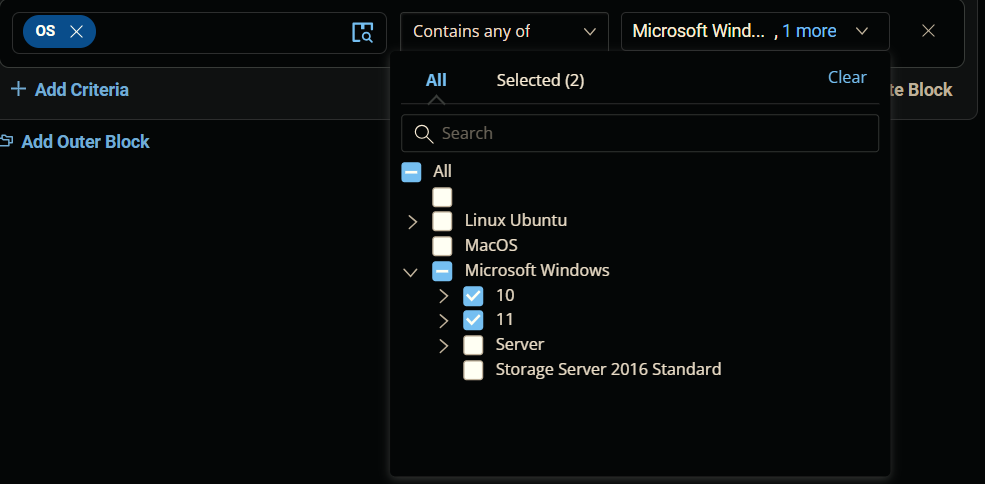 OS
Contains any of
Microsoft Wind... , 1 more
All
Selected (2)
Clear
Add Criteria
te Block
Add Outer Block
Search
All
Linux Ubuntu
MacOS
Microsoft Windows
10
11
Server
Storage Server 2016 Standard